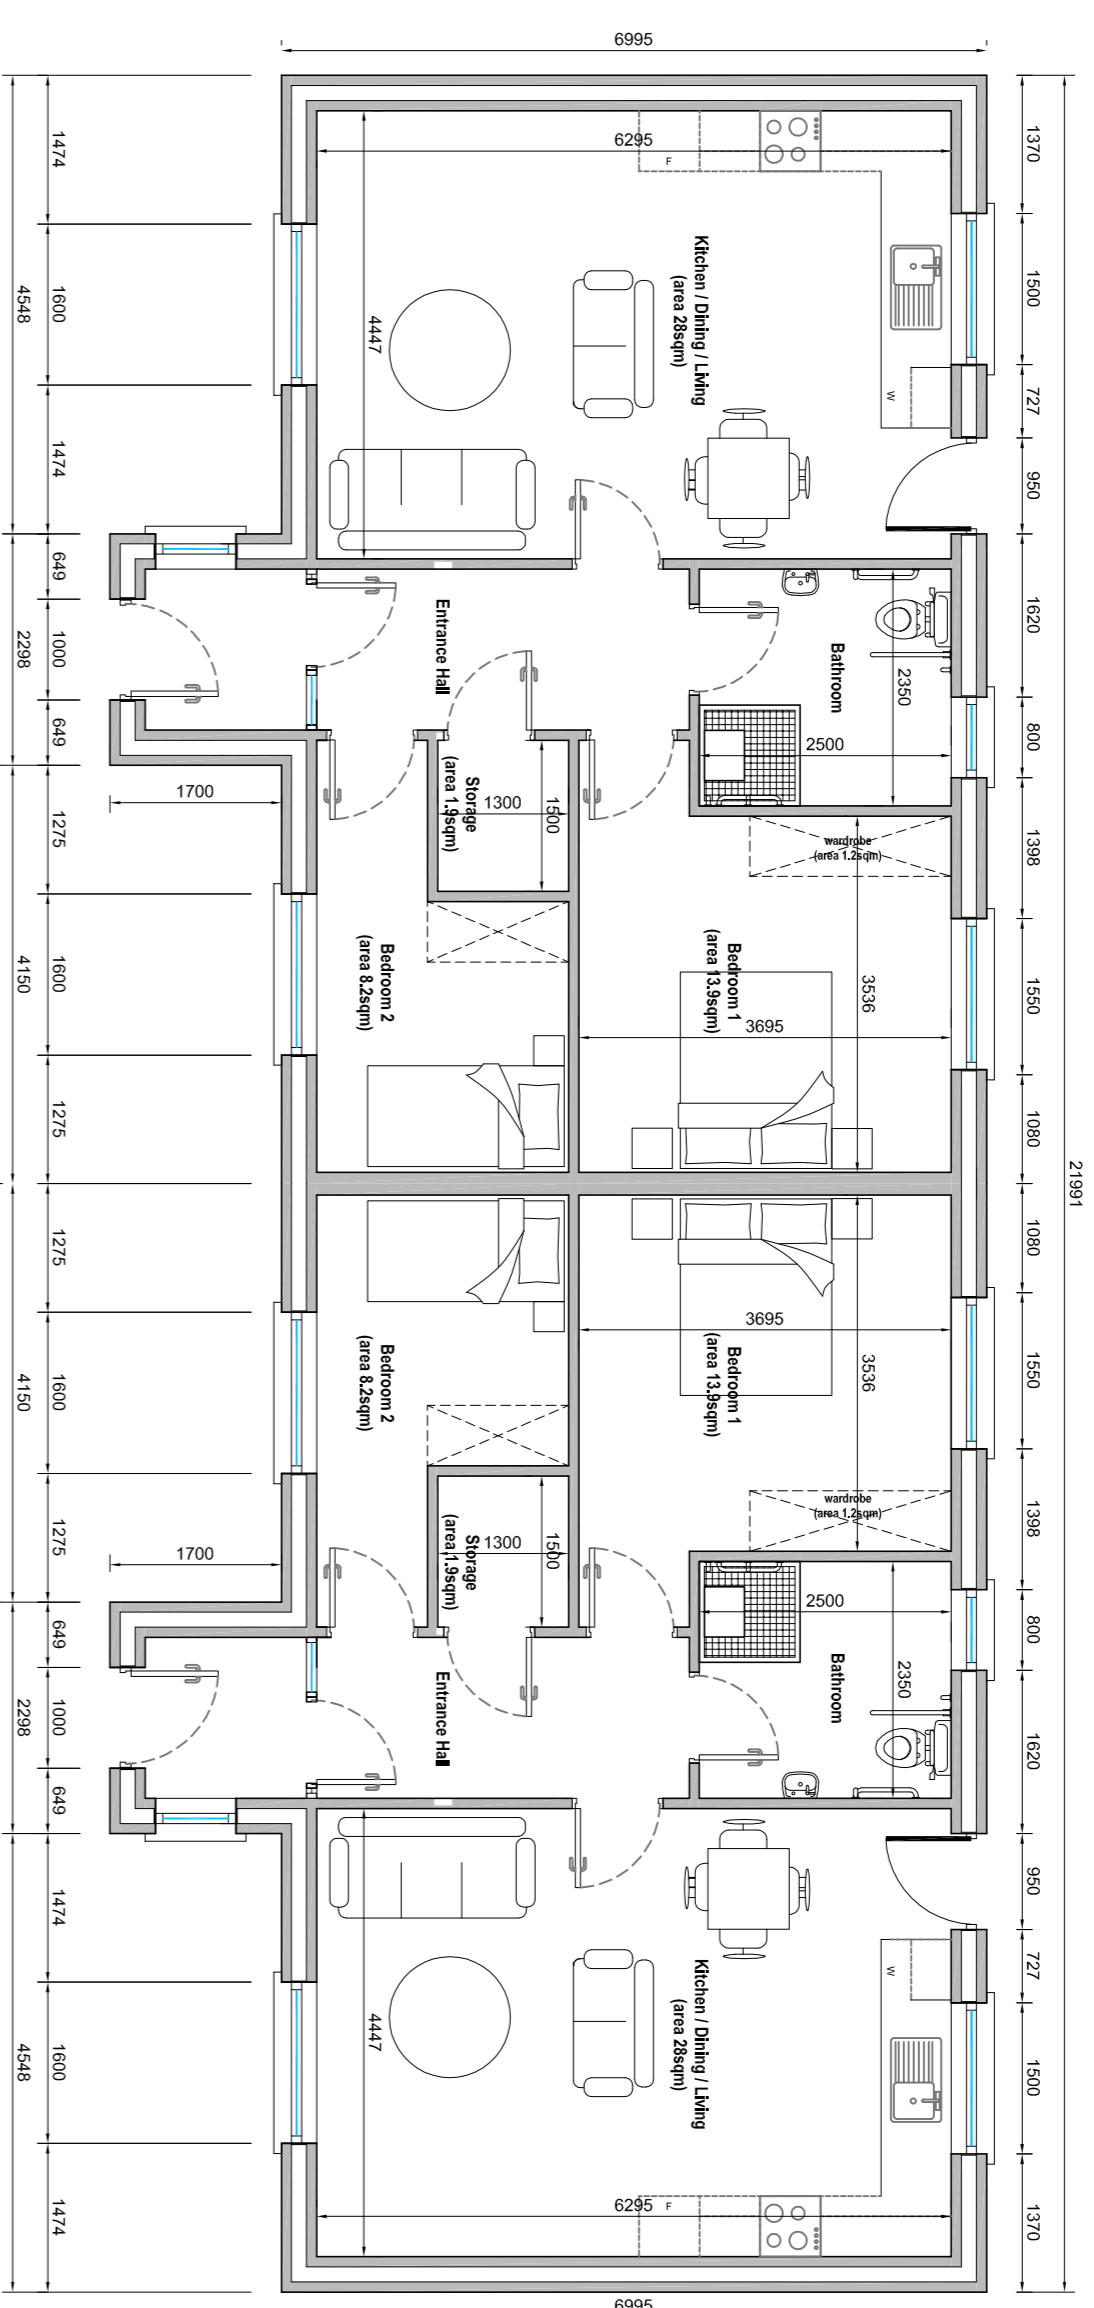 6995
1474
1600
1474
4548
649
1000
649
2298
1275
1600
1275
4150
1275
1600
1275
4150
649
1000
649
2298
1474
1600
1474
4548
1700
1700
6295
F
Kitchen / Dining / Living
(area 28sqm)
4447
W
Entrance Hall
Bathroom
2350
2500
Storage
(area 1.9sqm)
1300
1500
wardrobe
(area 1.2sqm)
Bedroom 2
(area 8.2sqm)
Bedroom 1
(area 13.9sqm)
3536
3695
3695
3536
Bedroom 1
(area 13.9sqm)
Bedroom 2
(area 8.2sqm)
wardrobe
(area 1.2sqm)
Storage
(area 1.9sqm)
1300
1500
2500
Bathroom
2350
Entrance Hall
W
Kitchen / Dining / Living
(area 28sqm)
4447
6295
F
1370
1500
727
950
1620
800
1398
1550
1080
1080
1550
1398
800
1620
950
727
1500
1370
21991
6995